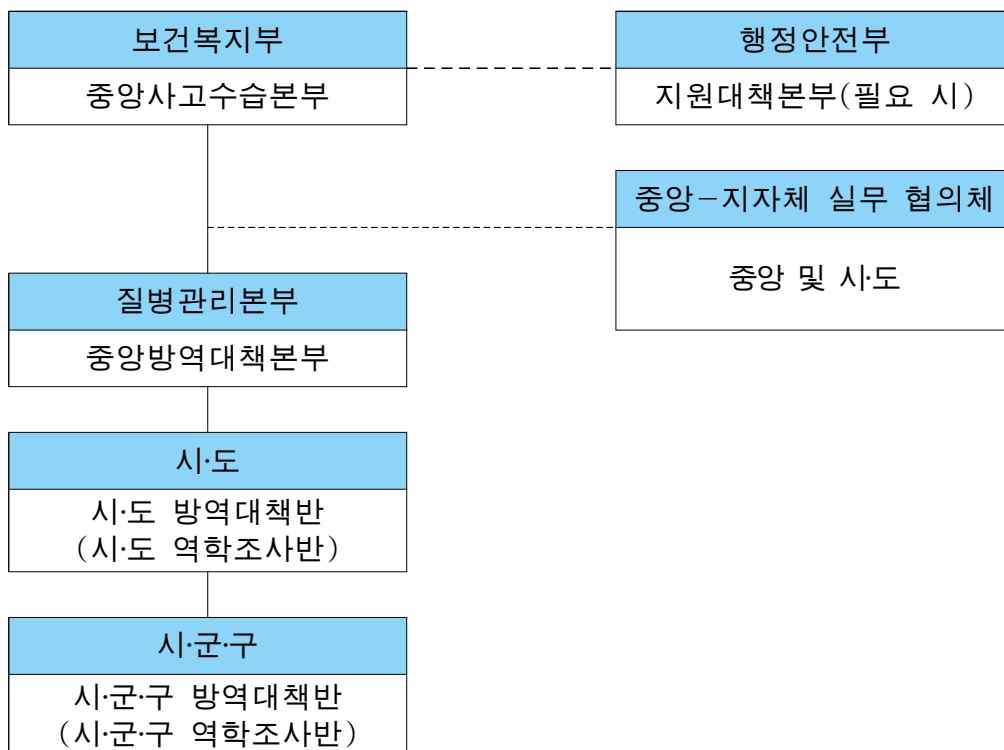 보건복지부
중앙사고수습본부
행정안전부
지원대책본부(필요 시)
중앙-지자체 실무 협의체
중앙 및 시·도
질병관리본부
중앙방역대책본부
시·도
시·도 방역대책반
(시·도 역학조사반)
시·군·구
시·군·구 방역대책반
(시·군·구 역학조사반)